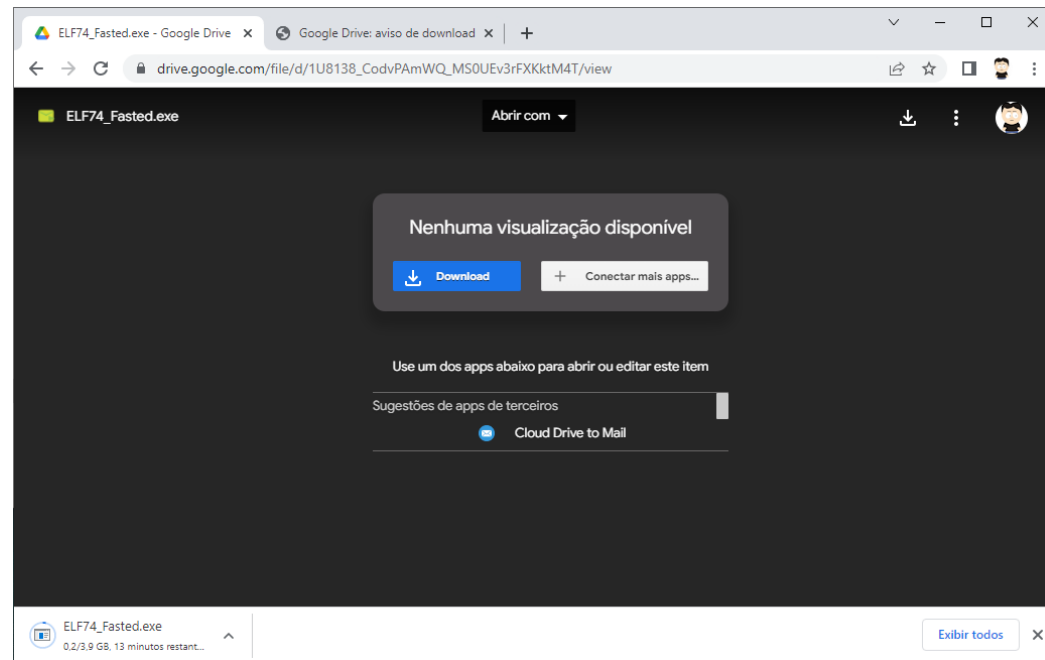 ELF74_Fasted.exe - Google Drive
Google Drive: aviso de download
drive.google.com/file/d/1U8138_CodvPAmWQ_MS0UEv3rFXKktM4T/view
ELF74_Fasted.exe
Abrir com
Nenhuma visualização disponível
Download
Conectar mais apps...
Use um dos apps abaixo para abrir ou editar este item
Sugestões de apps de terceiros
Cloud Drive to Mail
ELF74_Fasted.exe
0,2/3,9 GB, 13 minutos restant...
Exibir todos